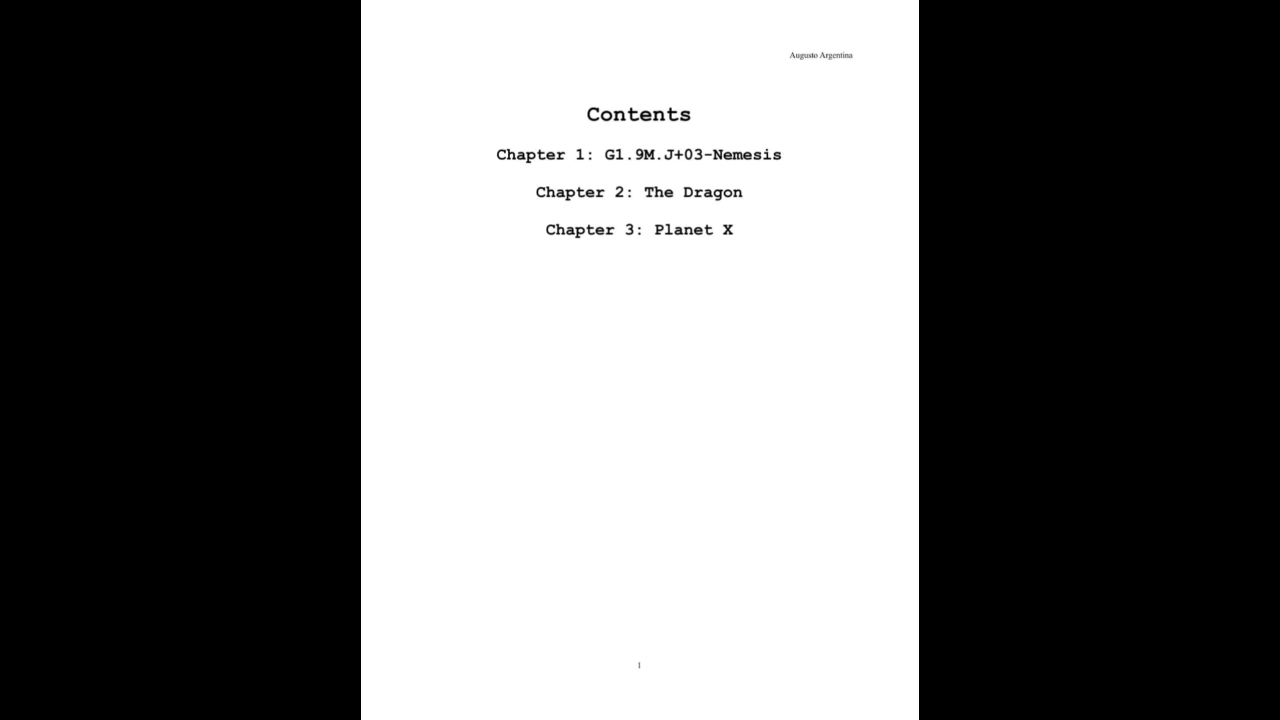 Augusto Argentina
Contents
Chapter 1: G1.9M.J+03-Nemesis
Chapter 2: The Dragon
Chapter 3: Planet X
1